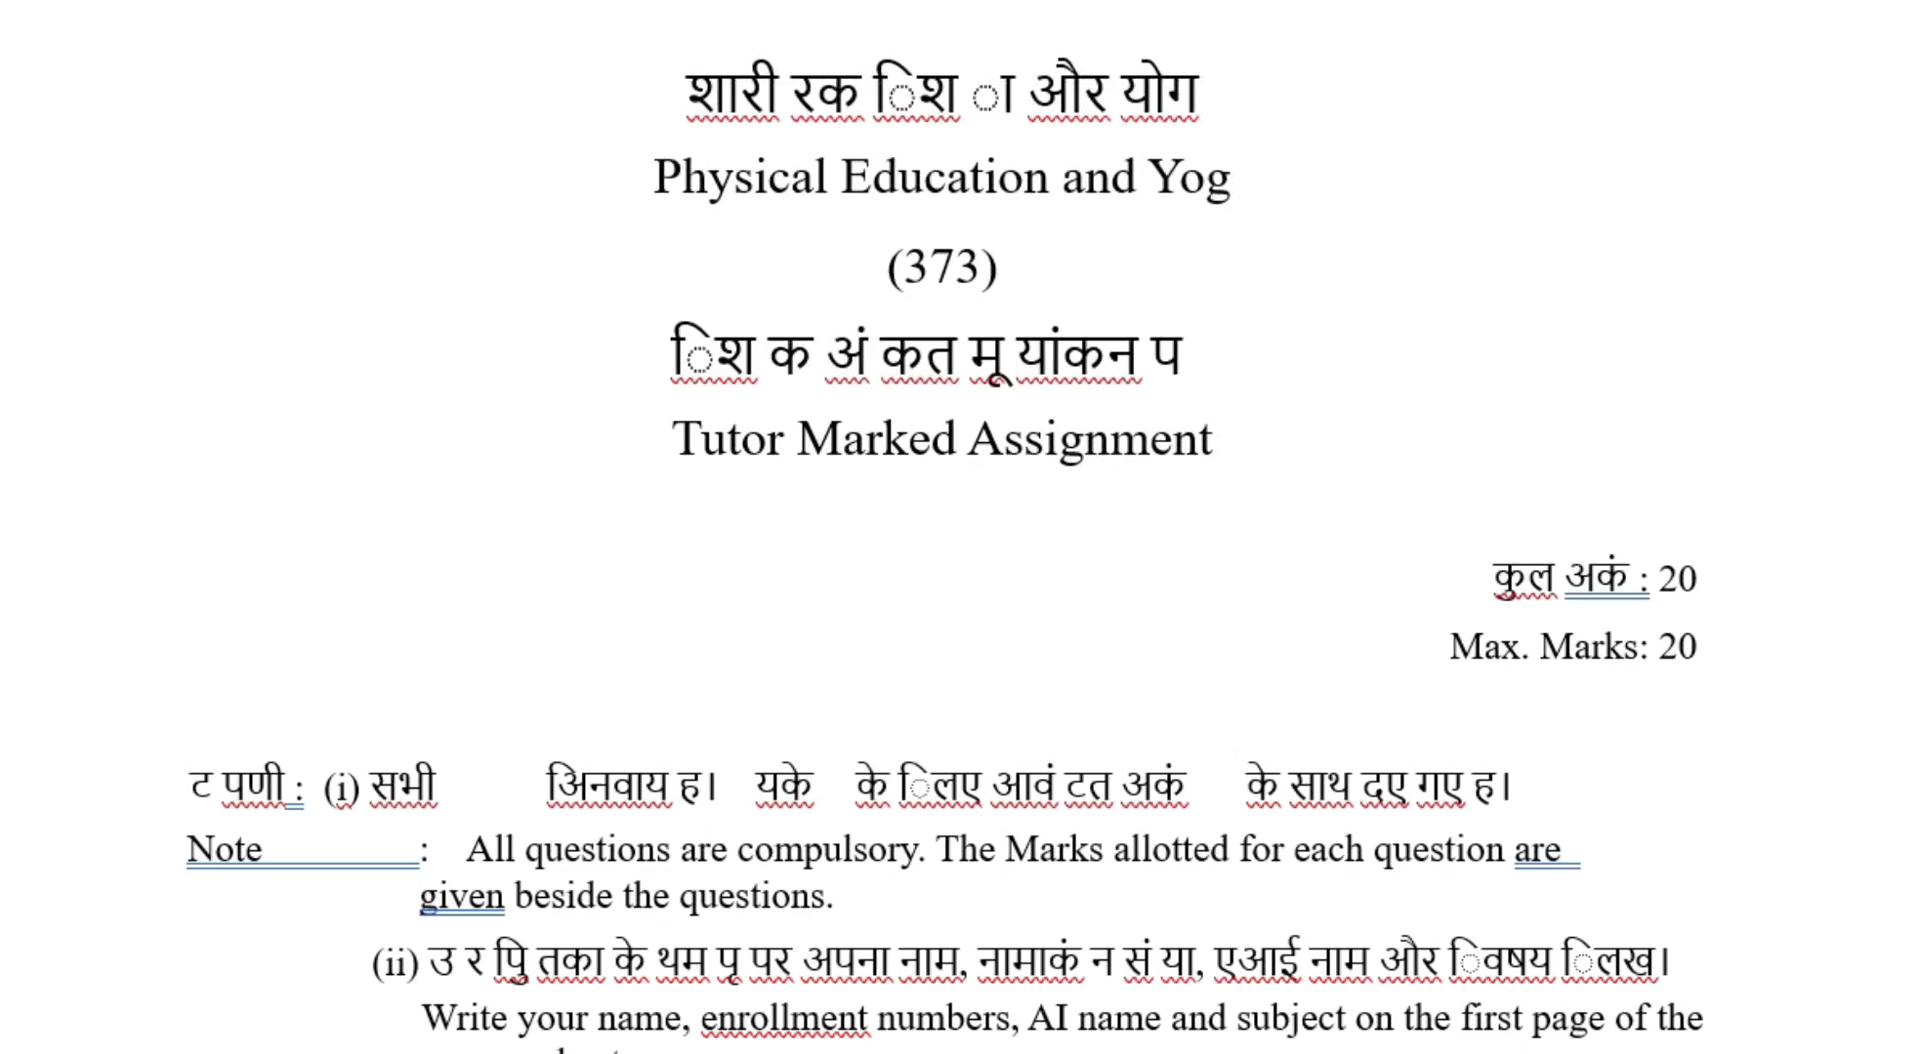 शारी रक िश ा और योग
Physical Education and Yog
(373)
िश क अं कत मू यांकन प
Tutor Marked Assignment
कुल अकं : 20
Max. Marks: 20
ट पणी : (i) सभी अिनवाय ह। यके के िलए आवं टत अकं के साथ दए गए ह।
Note : All questions are compulsory. The Marks allotted for each question are
given beside the questions.
(ii) उ र पुि तका के थम पृ पर अपना नाम, नामाकं न सं या, एआई नाम और िवषय िलख।
Write your name, enrollment numbers, AI name and subject on the first page of the